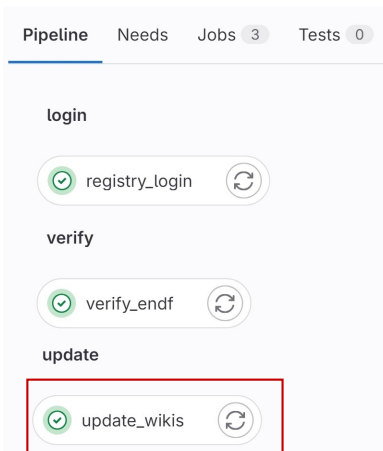 Pipeline Needs Jobs 3 Tests 0
login
registry_login
verify
verify_endf
update
update_wikis